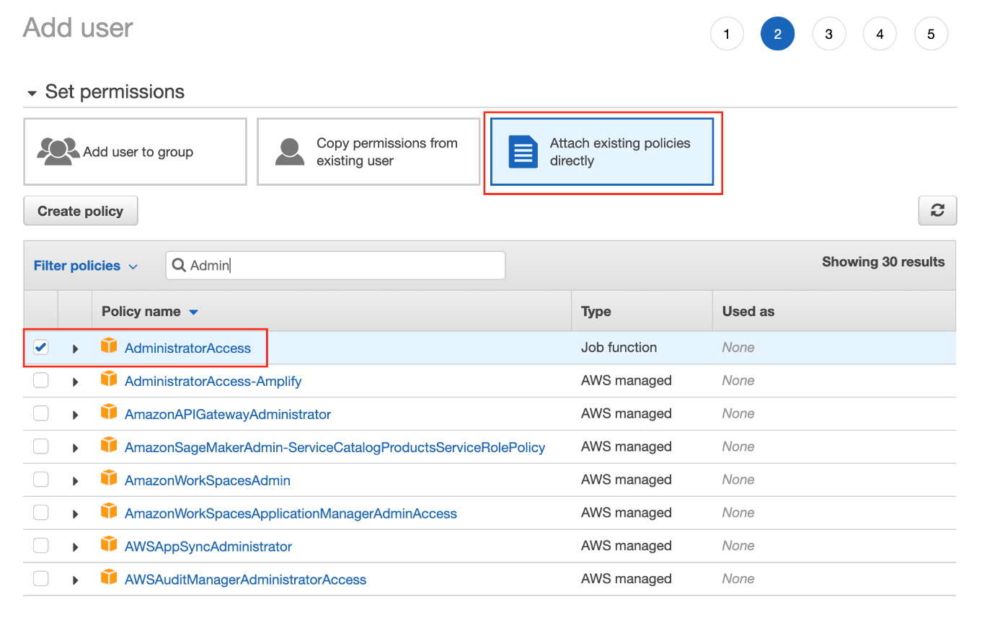 Add user
1 2 3 4 5
Set permissions
Add user to group
Copy permissions from
existing user
Attach existing policies
directly
Create policy
Filter policies
Admin
Showing 30 results
Policy name Type Used as
AdministratorAccess Job function None
AdministratorAccess-Amplify AWS managed None
AmazonAPIGatewayAdministrator AWS managed None
AmazonSageMakerAdmin-ServiceCatalogProductsServiceRolePolicy AWS managed None
AmazonWorkSpacesAdmin AWS managed None
AmazonWorkSpacesApplicationManagerAdminAccess AWS managed None
AWSAppSyncAdministrator AWS managed None
AWSAuditManagerAdministratorAccess AWS managed None